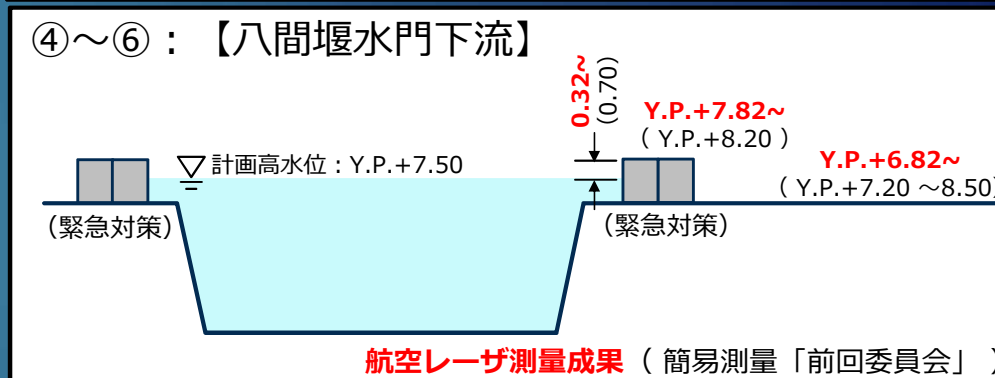 ④～⑥：【八間堰水門下流】
0.32~
(0.70)
Y.P.+7.82~
( Y.P.+8.20 )
計画高水位：Y.P.+7.50
Y.P.+6.82~
( Y.P.+7.20 ～8.50)
（緊急対策）
（緊急対策）
航空レーザ測量成果（ 簡易測量「前回委員会」 ）